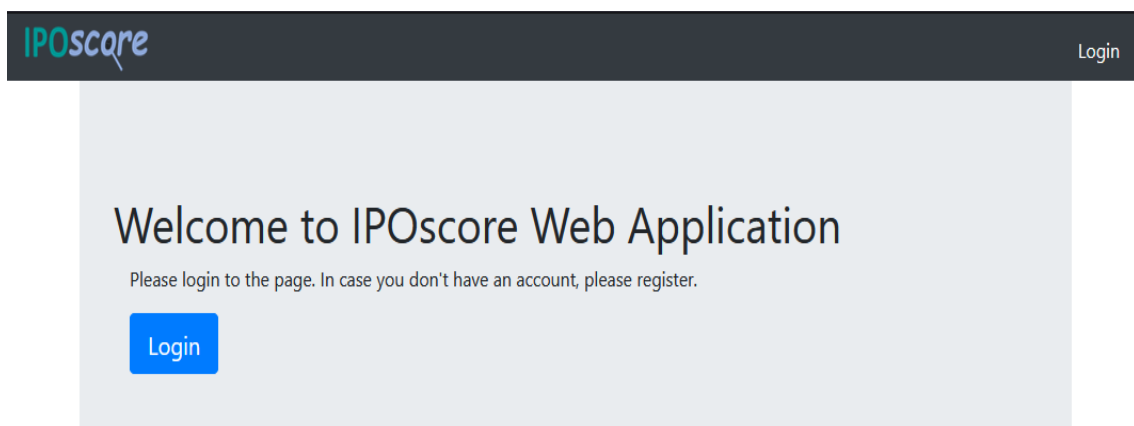 IPOscore
Login
Welcome to IPOscore Web Application
Please login to the page. In case you don't have an account, please register.
Login